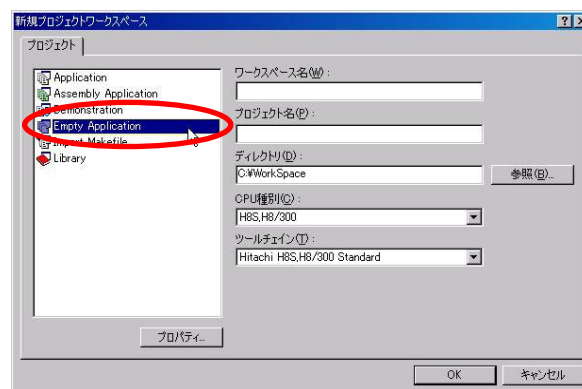 新規プロジェクトワークスペース
プロジェクト
Application
Assembly Application
Demonstration
Empty Application
Import Makefile
Library
プロパティ...
ワークスペース名(W):
プロジェクト名(P):
ディレクトリ(D):
C:¥WorkSpace
参照(B)...
CPU種別(C):
H8S,H8/300
ツールチェイン(T):
Hitachi H8S,H8/300 Standard
OK
キャンセル